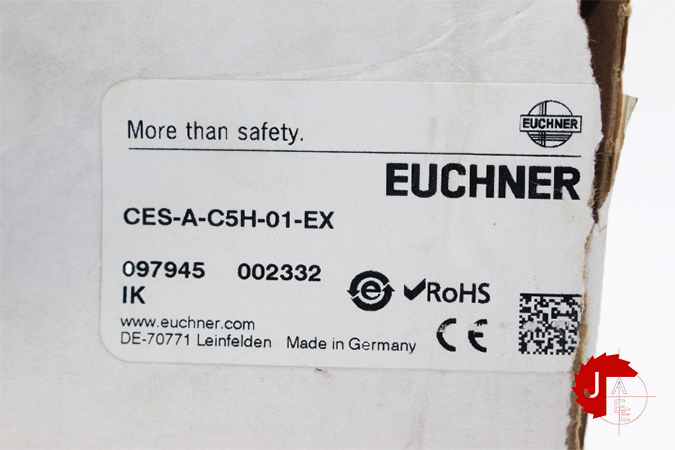 EUCHNER
More than safety.
EUCHNER
CES-A-C5H-01-EX
097945 002332
IK
e
RoHS
www.euchner.com
DE-70771 Leinfelden Made in Germany
CE
JAEE